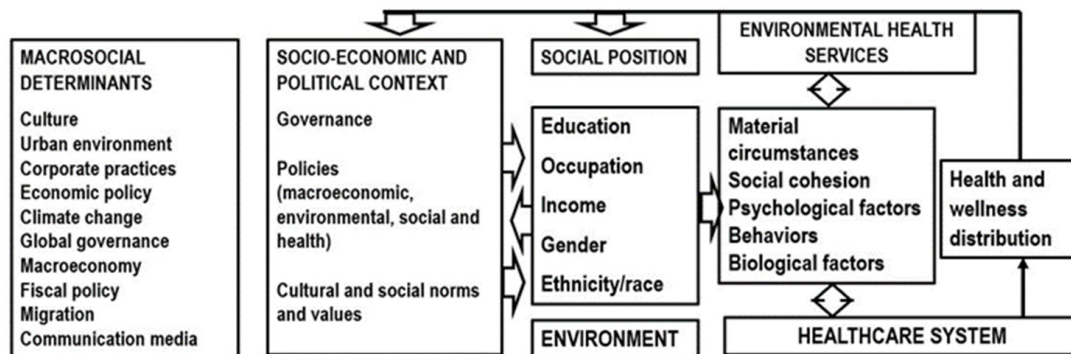 MACROSOCIAL
DETERMINANTS
Culture
Urban environment
Corporate practices
Economic policy
Climate change
Global governance
Macroeconomy
Fiscal policy
Migration
Communication media
SOCIO-ECONOMIC AND
POLITICAL CONTEXT
Governance
Policies
(macroeconomic,
environmental, social and
health)
Cultural and social norms
and values
SOCIAL POSITION
Education
Occupation
Income
Gender
Ethnicity/race
ENVIRONMENT
ENVIRONMENTAL HEALTH
SERVICES
Material
circumstances
Social cohesion
Psychological factors
Behaviors
Biological factors
HEALTHCARE SYSTEM
Health and
wellness
distribution